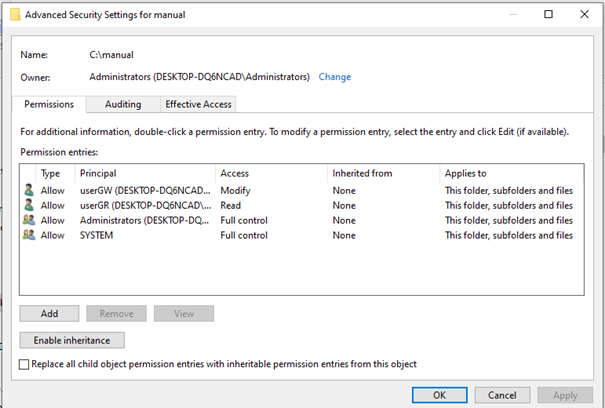 Advanced Security Settings for manual
Name: C:\manual
Owner: Administrators (DESKTOP-DQ6NCAD\Administrators) Change
Permissions Auditing Effective Access
For additional information, double-click a permission entry. To modify a permission entry, select the entry and click Edit (if available).
Permission entries:
Type Principal Access Inherited from Applies to
Allow userGW (DESKTOP-DQ6NCAD... Modify None This folder, subfolders and files
Allow userGR (DESKTOP-DQ6NCAD\... Read None This folder, subfolders and files
Allow Administrators (DESKTOP-DQ... Full control None This folder, subfolders and files
Allow SYSTEM Full control None This folder, subfolders and files
Add Remove View
Enable inheritance
Replace all child object permission entries with inheritable permission entries from this object
OK Cancel Apply